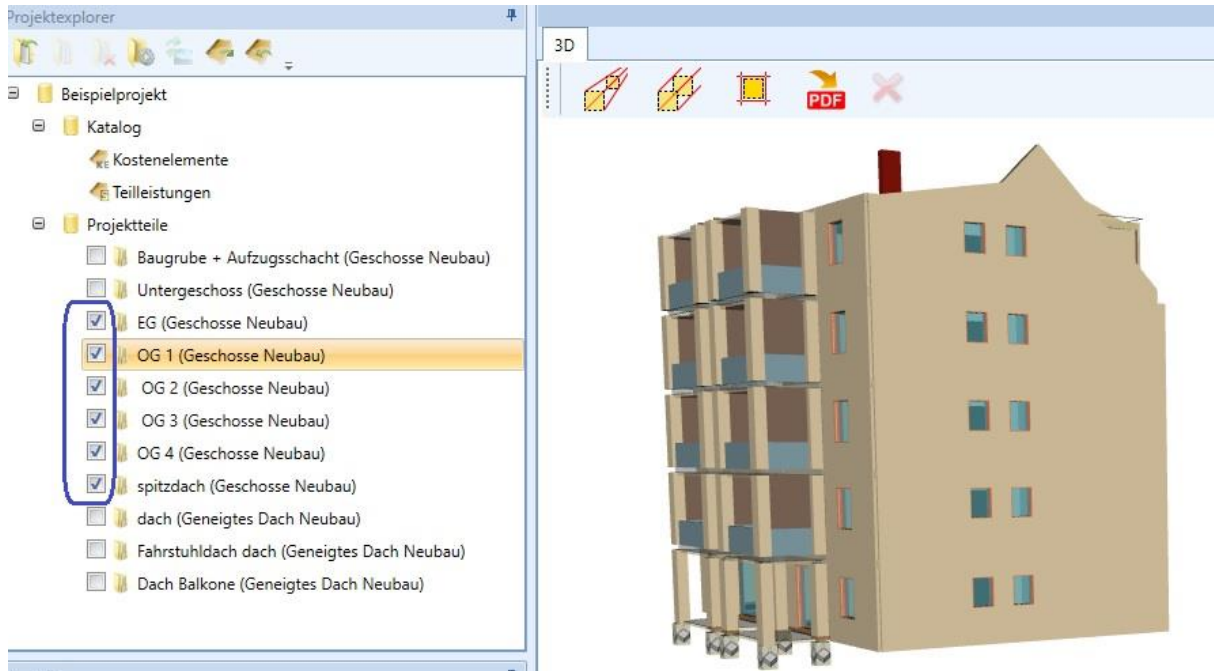 Projektexplorer
Beispielprojekt
Katalog
KE Kostenelemente
E Teilleistungen
Projektteile
Baugrube + Aufzugsschacht (Geschosse Neubau)
Untergeschoss (Geschosse Neubau)
EG (Geschosse Neubau)
OG 1 (Geschosse Neubau)
OG 2 (Geschosse Neubau)
OG 3 (Geschosse Neubau)
OG 4 (Geschosse Neubau)
spitzdach (Geschosse Neubau)
dach (Geneigtes Dach Neubau)
Fahrstuhldach dach (Geneigtes Dach Neubau)
Dach Balkone (Geneigtes Dach Neubau)
3D
PDF